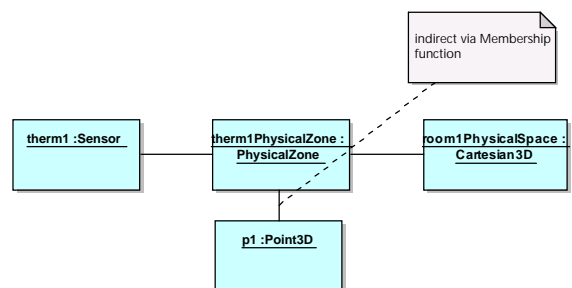 indirect via Membership
function
therm1 :Sensor
therm1PhysicalZone :
PhysicalZone
room1PhysicalSpace :
Cartesian3D
p1 :Point3D